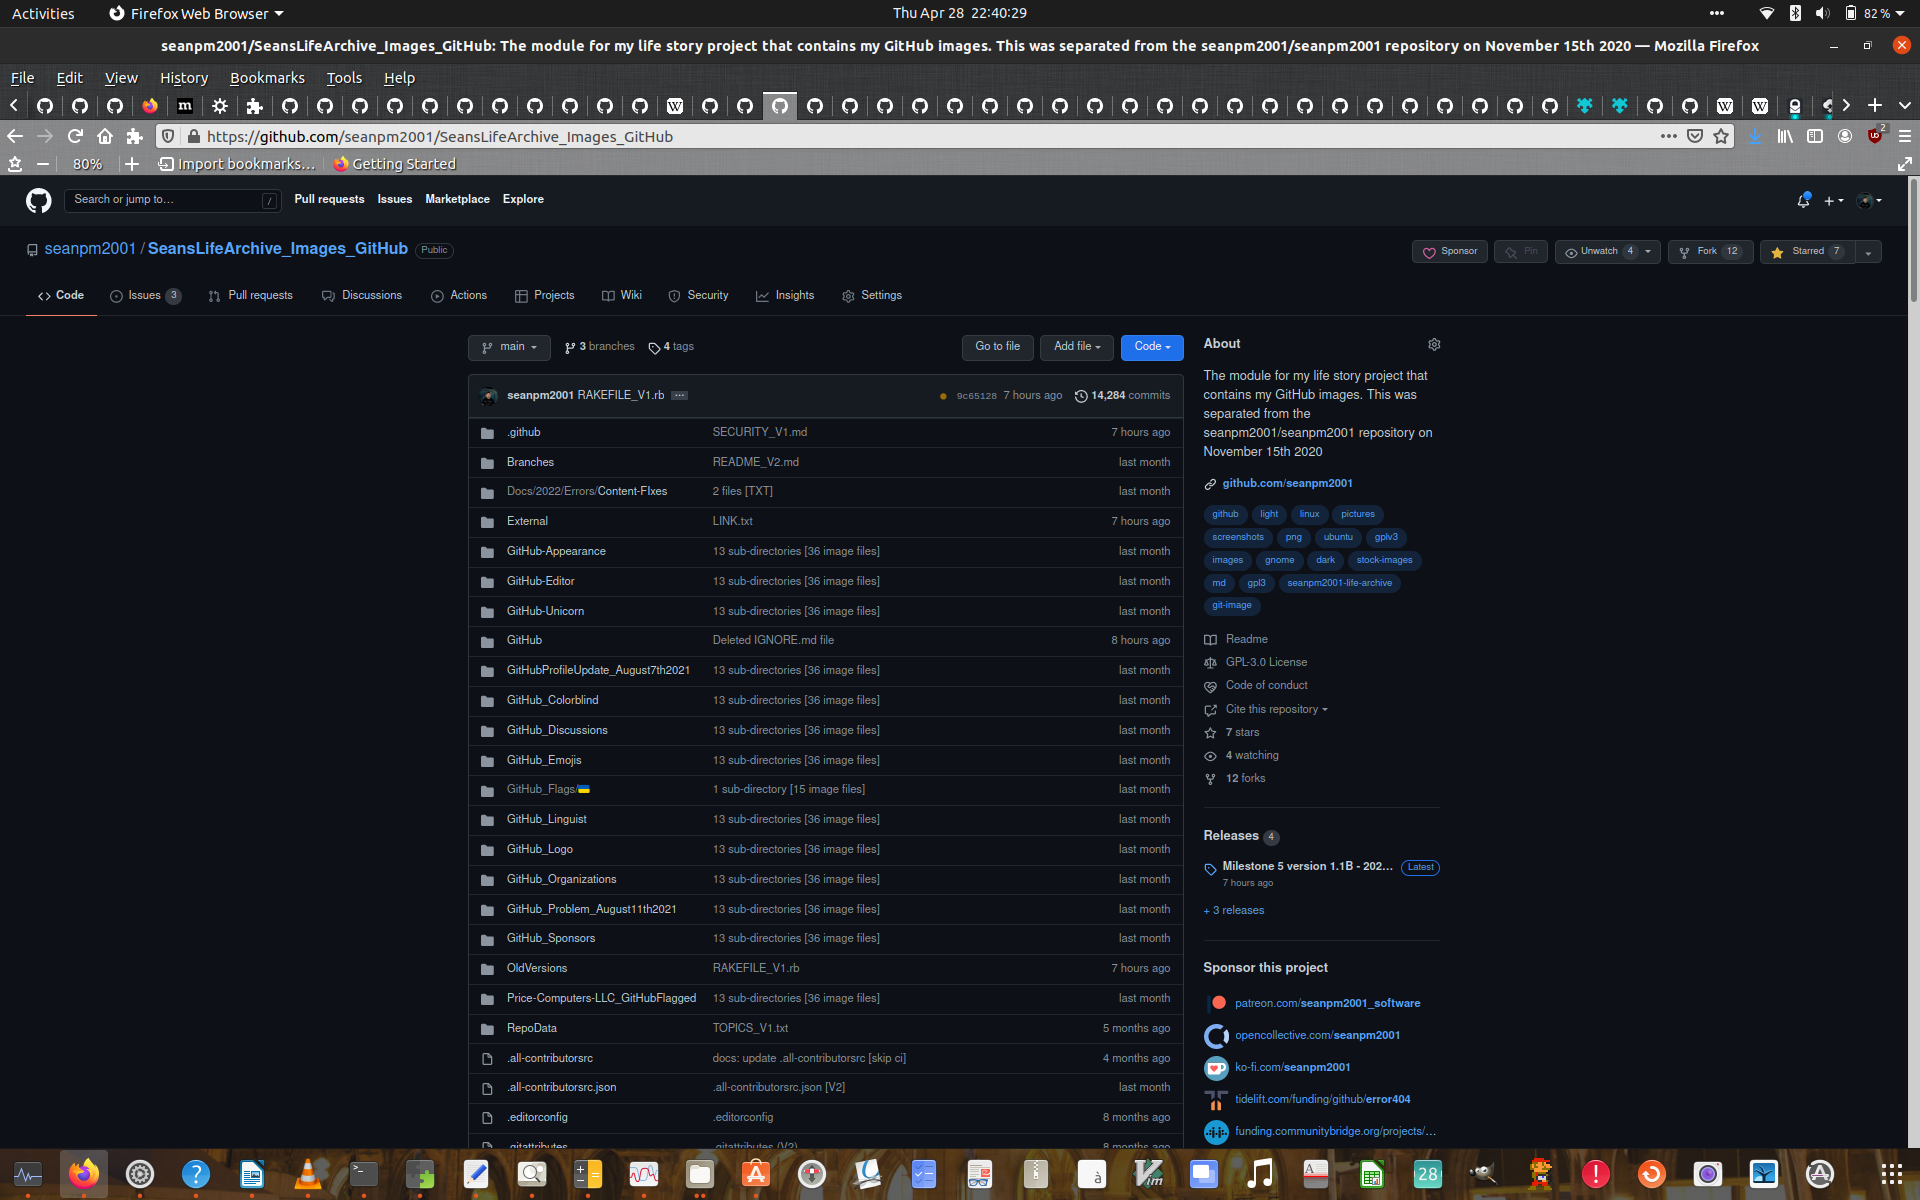 Activities
Firefox Web Browser
Thu Apr 28 22:40:29
82 %
seanpm2001/SeansLifeArchive_Images_GitHub: The module for my life story project that contains my GitHub images. This was separated from the seanpm2001/seanpm2001 repository on November 15th 2020 — Mozilla Firefox
File Edit View History Bookmarks Tools Help
https://github.com/seanpm2001/SeansLifeArchive_Images_GitHub
2
80%
Import bookmarks...
Getting Started
Search or jump to...
/
Pull requests
Issues
Marketplace
Explore
seanpm2001 / SeansLifeArchive_Images_GitHub
Public
Sponsor
Pin
Unwatch 4
Fork 12
Starred 7
Code
Issues 3
Pull requests
Discussions
Actions
Projects
Wiki
Security
Insights
Settings
main
3 branches
4 tags
Go to file
Add file
Code
seanpm2001 RAKEFILE_V1.rb ...
9c65128 7 hours ago
14,284 commits
.github SECURITY_V1.md 7 hours ago
Branches README_V2.md last month
Docs/2022/Errors/Content-FIxes 2 files [TXT] last month
External LINK.txt 7 hours ago
GitHub-Appearance 13 sub-directories [36 image files] last month
GitHub-Editor 13 sub-directories [36 image files] last month
GitHub-Unicorn 13 sub-directories [36 image files] last month
GitHub Deleted IGNORE.md file 8 hours ago
GitHubProfileUpdate_August7th2021 13 sub-directories [36 image files] last month
GitHub_Colorblind 13 sub-directories [36 image files] last month
GitHub_Discussions 13 sub-directories [36 image files] last month
GitHub_Emojis 13 sub-directories [36 image files] last month
GitHub_Flags/🇺🇦 1 sub-directory [15 image files] last month
GitHub_Linguist 13 sub-directories [36 image files] last month
GitHub_Logo 13 sub-directories [36 image files] last month
GitHub_Organizations 13 sub-directories [36 image files] last month
GitHub_Problem_August11th2021 13 sub-directories [36 image files] last month
GitHub_Sponsors 13 sub-directories [36 image files] last month
OldVersions RAKEFILE_V1.rb 7 hours ago
Price-Computers-LLC_GitHubFlagged 13 sub-directories [36 image files] last month
RepoData TOPICS_V1.txt 5 months ago
.all-contributorsrc docs: update .all-contributorsrc [skip ci] 4 months ago
.all-contributorsrc.json .all-contributorsrc.json [V2] last month
.editorconfig .editorconfig 8 months ago
.gitattributes .gitattributes (V2) 8 months ago
About
The module for my life story project that
contains my GitHub images. This was
separated from the
seanpm2001/seanpm2001 repository on
November 15th 2020
github.com/seanpm2001
github light linux pictures
screenshots png ubuntu gplv3
images gnome dark stock-images
md gpl3 seanpm2001-life-archive
git-image
Readme
GPL-3.0 License
Code of conduct
Cite this repository
7 stars
4 watching
12 forks
Releases 4
Milestone 5 version 1.1B - 202... Latest
7 hours ago
+ 3 releases
Sponsor this project
patreon.com/seanpm2001_software
opencollective.com/seanpm2001
ko-fi.com/seanpm2001
tidelift.com/funding/github/error404
funding.communitybridge.org/projects/...
28